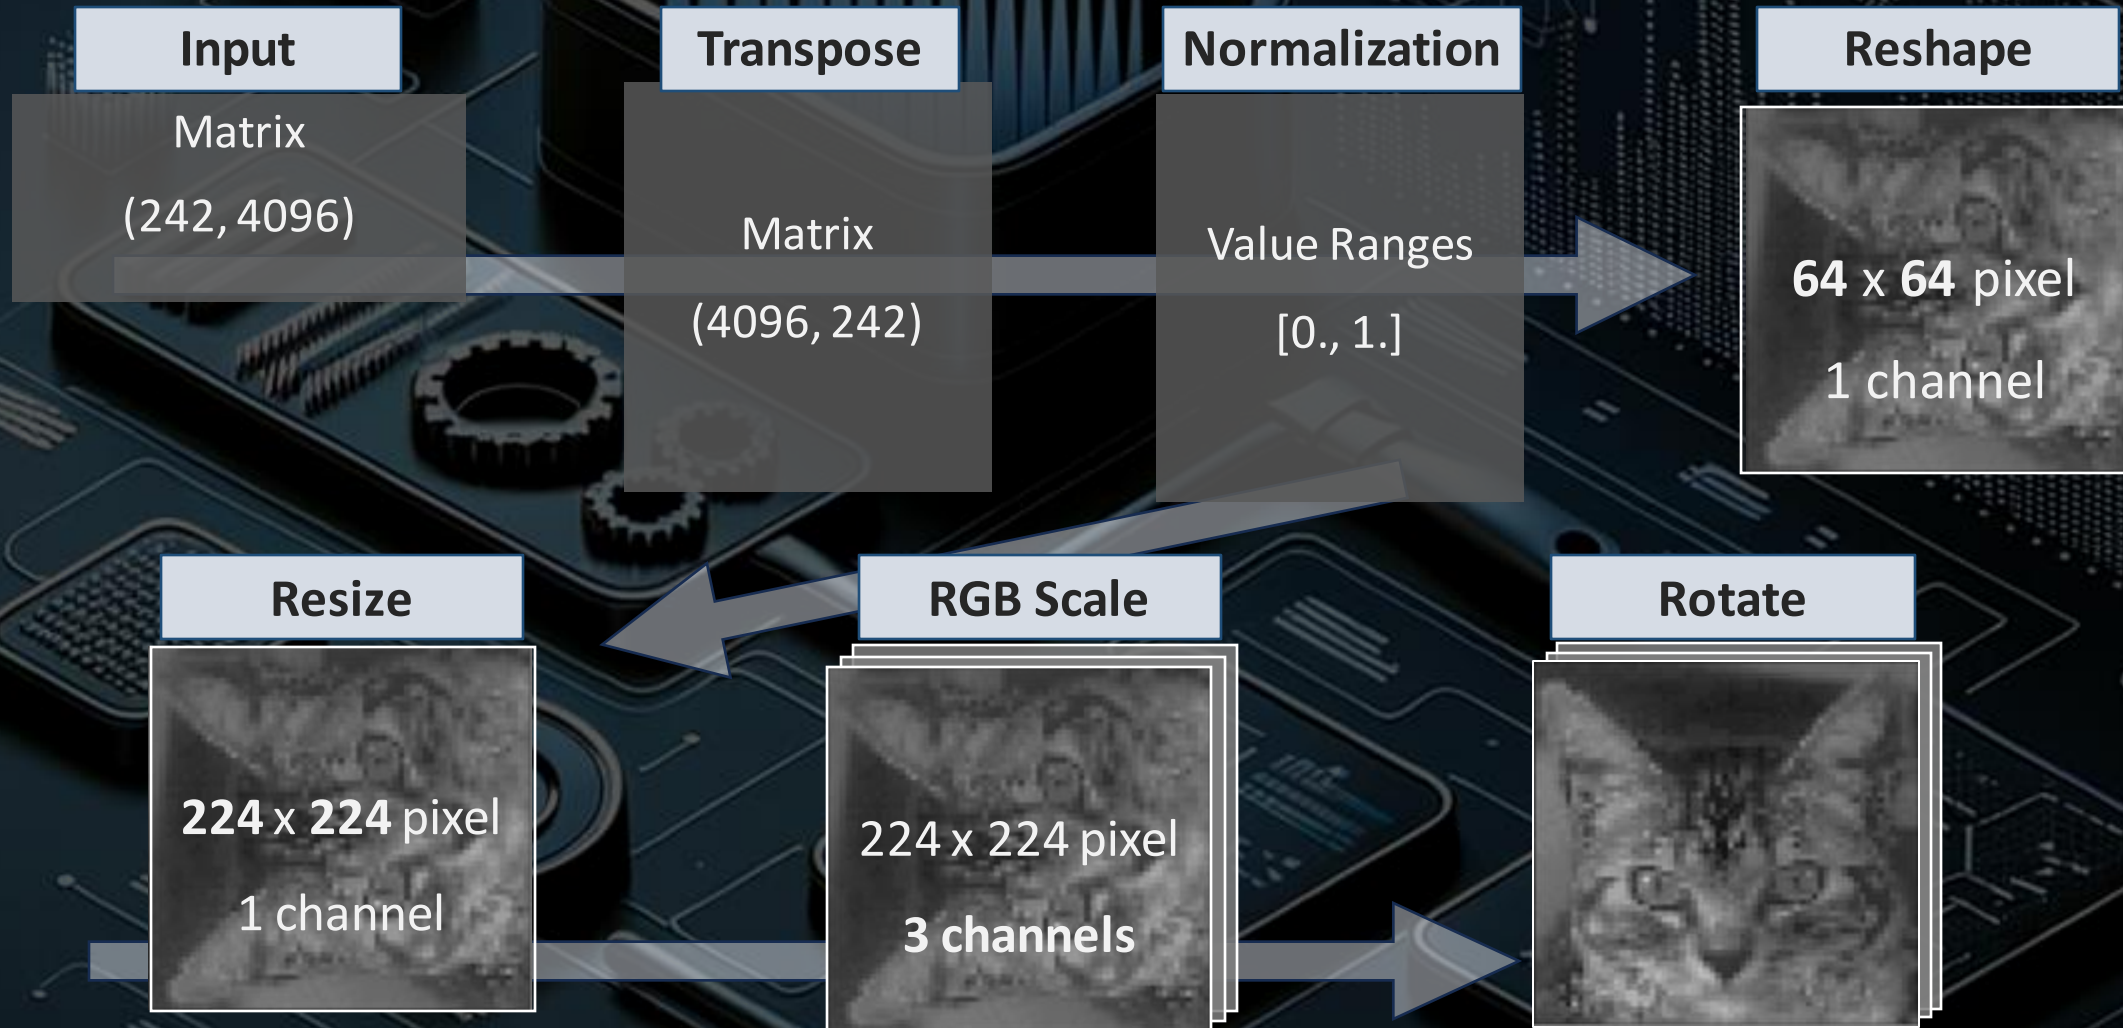 Input
Matrix
(242, 4096)
Transpose
Matrix
(4096, 242)
Normalization
Value Ranges
[0., 1.]
Reshape
64 x 64 pixel
1 channel
Resize
224 x 224 pixel
1 channel
RGB Scale
224 x 224 pixel
3 channels
Rotate